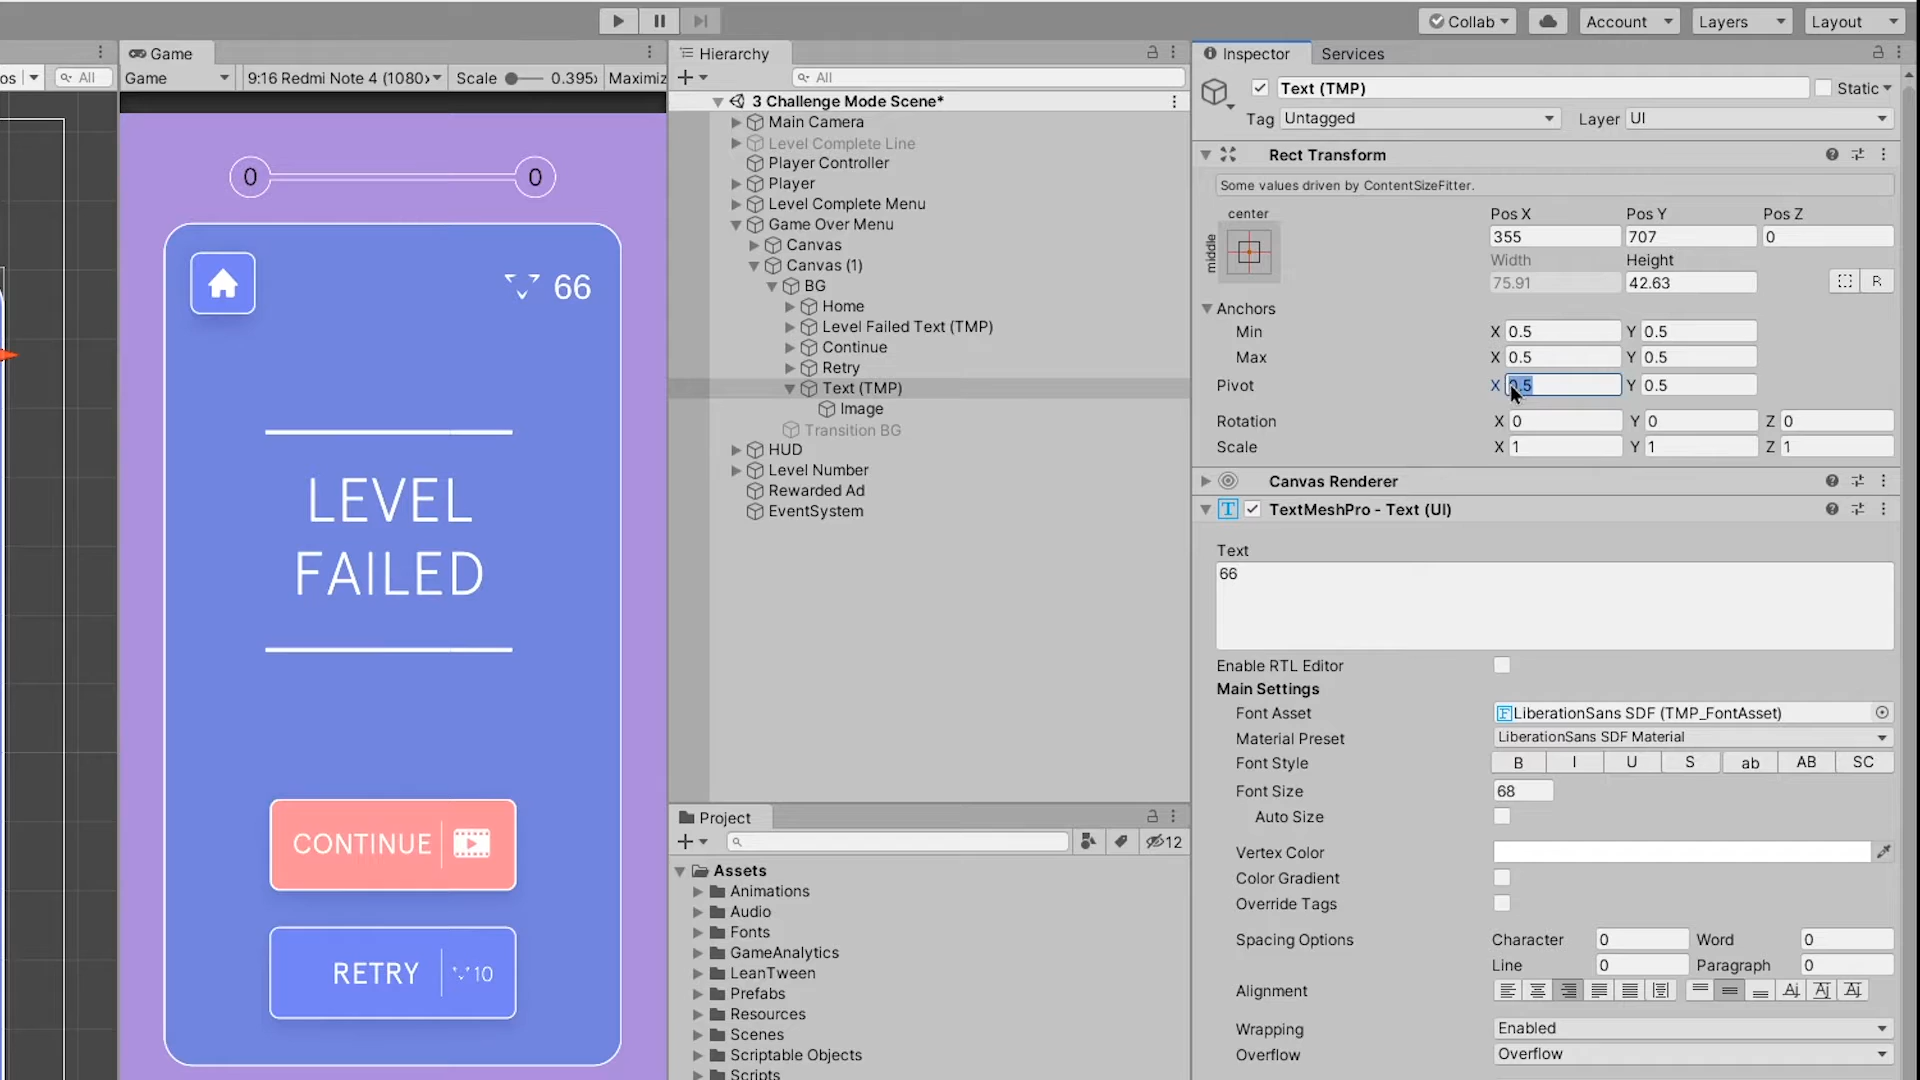 Collab
Account
Layers
Layout
os
All
Game
Game
9:16 Redmi Note 4 (1080x
Scale
0.395x
Maximiz
0
0
66
LEVEL
FAILED
CONTINUE
RETRY
10
Hierarchy
All
3 Challenge Mode Scene*
Main Camera
Level Complete Line
Player Controller
Player
Level Complete Menu
Game Over Menu
Canvas
Canvas (1)
BG
Home
Level Failed Text (TMP)
Continue
Retry
Text (TMP)
Image
Transition BG
HUD
Level Number
Rewarded Ad
EventSystem
Project
12
Assets
Animations
Audio
Fonts
GameAnalytics
LeanTween
Prefabs
Resources
Scenes
Scriptable Objects
Scripts
Inspector
Services
Text (TMP)
Static
Tag Untagged
Layer UI
Rect Transform
Some values driven by ContentSizeFitter.
center
middle
Pos X Pos Y Pos Z
355 707 0
Width Height
75.91 42.63
R
Anchors
Min X 0.5 Y 0.5
Max X 0.5 Y 0.5
Pivot X 0.5 Y 0.5
Rotation X 0 Y 0 Z 0
Scale X 1 Y 1 Z 1
Canvas Renderer
TextMeshPro - Text (UI)
Text
66
Enable RTL Editor
Main Settings
Font Asset LiberationSans SDF (TMP_FontAsset)
Material Preset LiberationSans SDF Material
Font Style B I U S ab AB SC
Font Size 68
Auto Size
Vertex Color
Color Gradient
Override Tags
Spacing Options Character 0 Word 0
Line 0 Paragraph 0
Alignment
Wrapping Enabled
Overflow Overflow